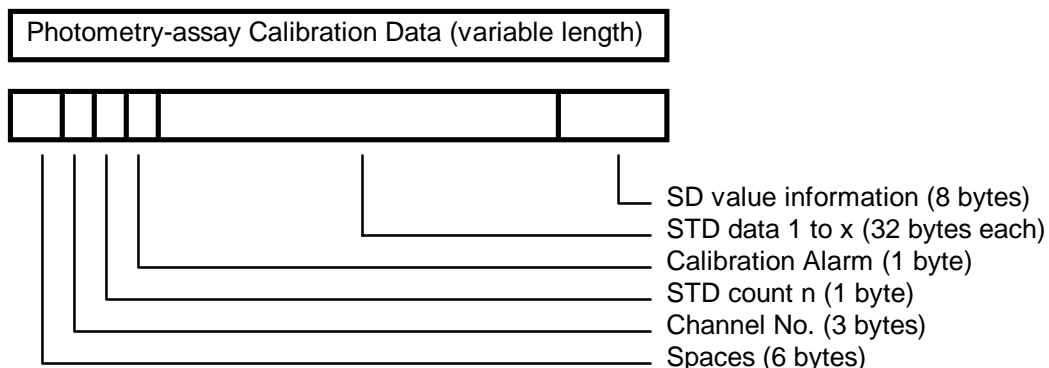 Photometry-assay Calibration Data (variable length)
SD value information (8 bytes)
STD data 1 to x (32 bytes each)
Calibration Alarm (1 byte)
STD count n (1 byte)
Channel No. (3 bytes)
Spaces (6 bytes)